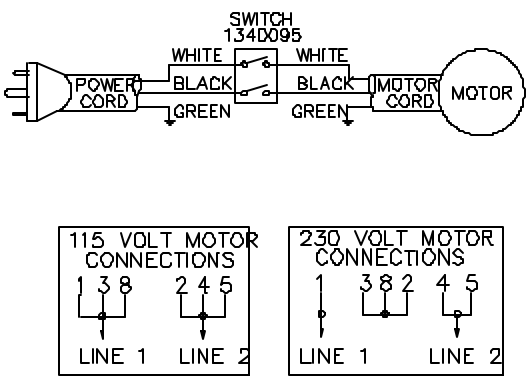 SWITCH
134D095
WHITE WHITE
POWER CORD BLACK BLACK MOTOR CORD MOTOR
GREEN GREEN
115 VOLT MOTOR
CONNECTIONS
1 3 8 2 4 5
LINE 1 LINE 2
230 VOLT MOTOR
CONNECTIONS
1 3 8 2 4 5
LINE 1 LINE 2